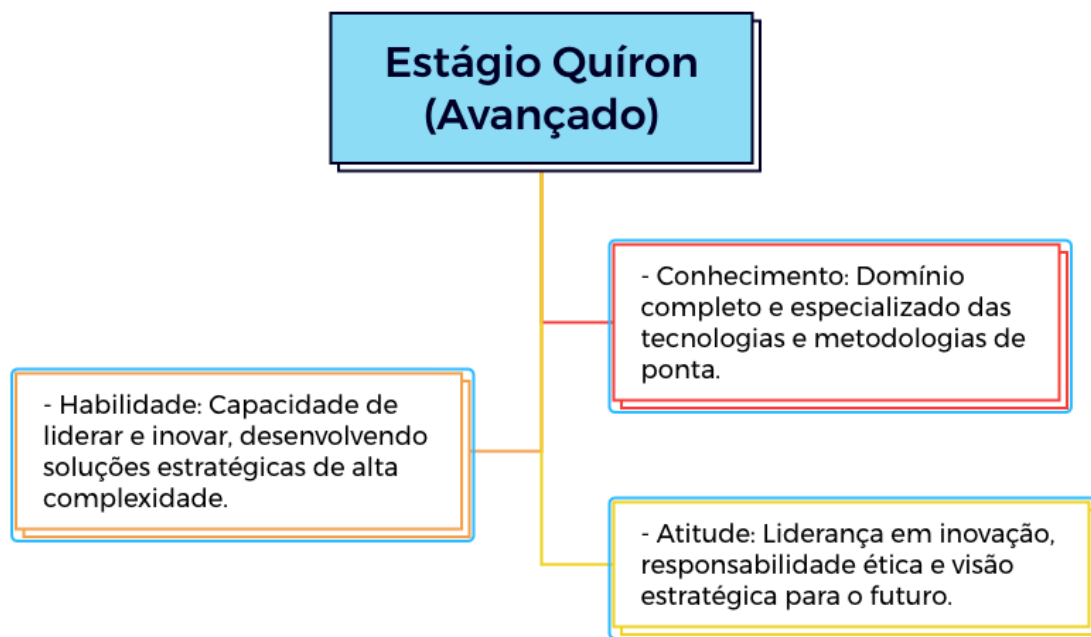 Estágio Quíron
(Avançado)
- Conhecimento: Domínio
completo e especializado das
tecnologias e metodologias de
ponta.
- Habilidade: Capacidade de
liderar e inovar, desenvolvendo
soluções estratégicas de alta
complexidade.
- Atitude: Liderança em inovação,
responsabilidade ética e visão
estratégica para o futuro.